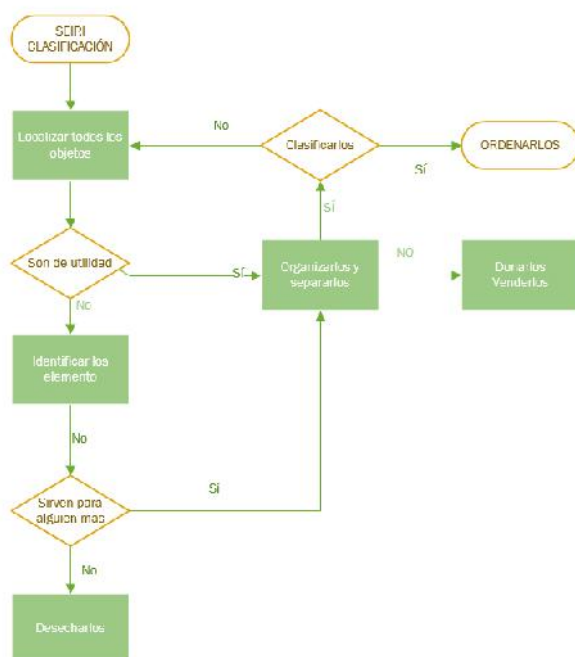 SEIRI
CLASIFICACIÓN
Localizar todos los
objetos
No
Clasificarlos
Sí
ORDENARLOS
Sí
Son de utilidad
Sí
Organizarlos y
separarlos
NO
Donarlos
Venderlos
No
Identificar los
elemento
No
Sirven para
alguien mas
Si
No
Desecharlos